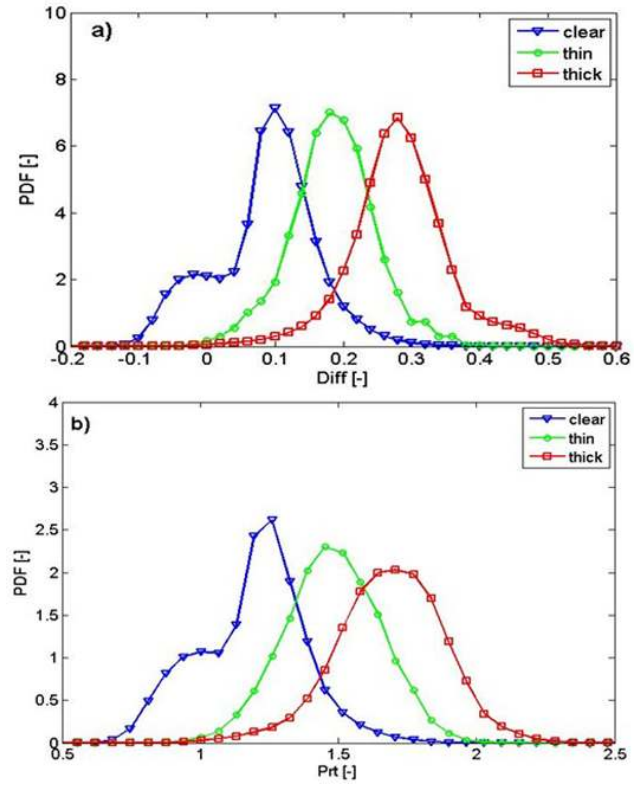 a)
clear
thin
thick
10
8
6
4
2
0
PDF [-]
-0.2 -0.1 0 0.1 0.2 0.3 0.4 0.5 0.6
Diff [-]
b)
clear
thin
thick
4
3.5
3
2.5
2
1.5
1
0.5
0
PDF [-]
0.5 1 1.5 2 2.5
Prt [-]